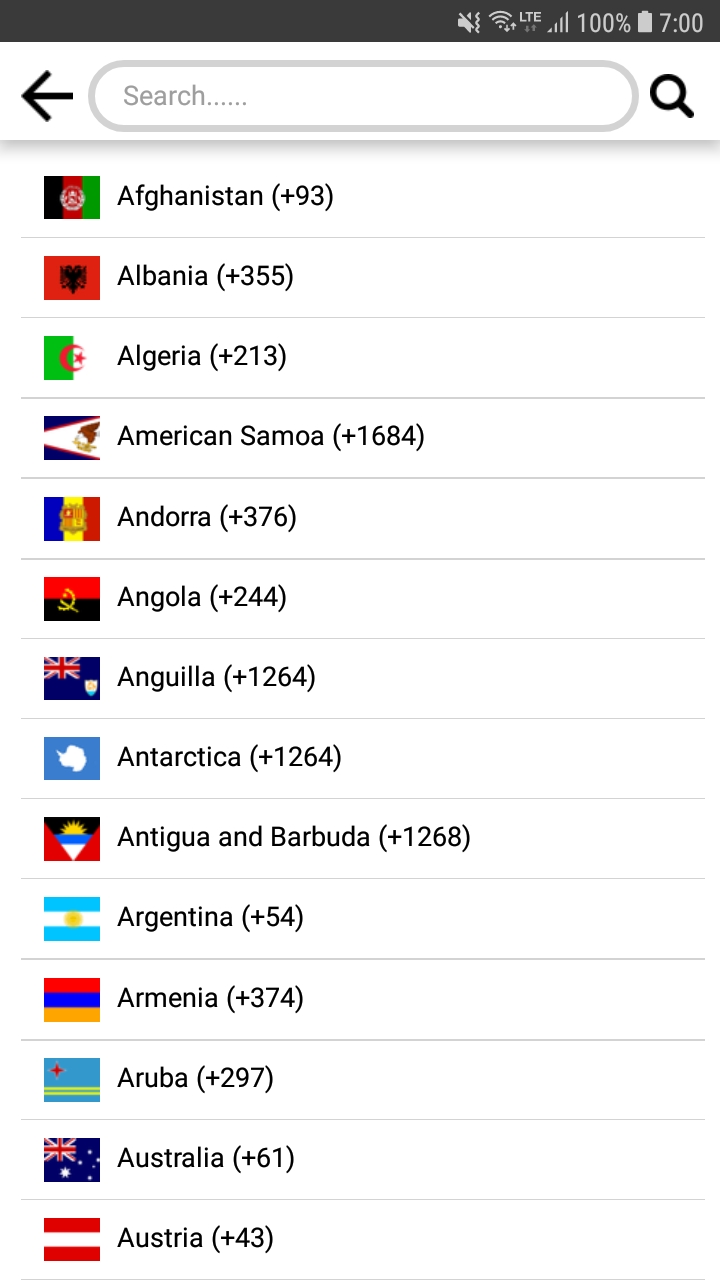 LTE 100% 7:00
Search......
Afghanistan (+93)
Albania (+355)
Algeria (+213)
American Samoa (+1684)
Andorra (+376)
Angola (+244)
Anguilla (+1264)
Antarctica (+1264)
Antigua and Barbuda (+1268)
Argentina (+54)
Armenia (+374)
Aruba (+297)
Australia (+61)
Austria (+43)